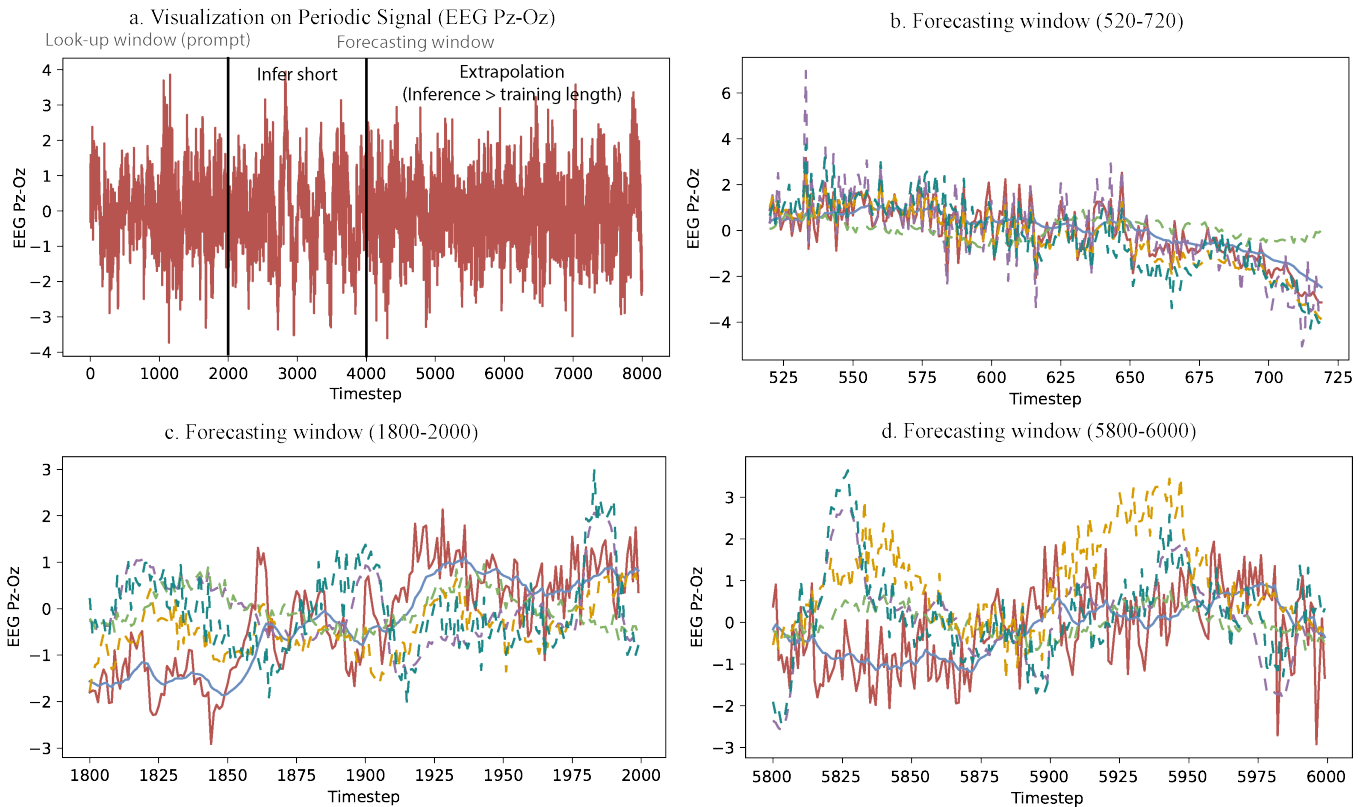 a. Visualization on Periodic Signal (EEG Pz-Oz)
Look-up window (prompt)
Forecasting window
Infer short
Extrapolation
(Inference > training length)
EEG Pz-Oz
4
3
2
1
0
−1
−2
−3
−4
0 1000 2000 3000 4000 5000 6000 7000 8000
Timestep
b. Forecasting window (520-720)
EEG Pz-Oz
6
4
2
0
−2
−4
525 550 575 600 625 650 675 700 725
Timestep
c. Forecasting window (1800-2000)
EEG Pz-Oz
3
2
1
0
−1
−2
−3
1800 1825 1850 1875 1900 1925 1950 1975 2000
Timestep
d. Forecasting window (5800-6000)
EEG Pz-Oz
3
2
1
0
−1
−2
−3
5800 5825 5850 5875 5900 5925 5950 5975 6000
Timestep